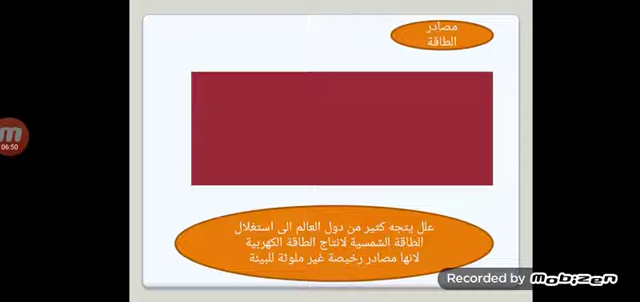 مصادر
الطاقة
علل يتجه كثير من دول العالم الى استغلال
الطاقة الشمسية لانتاج الطاقة الكهربية
لانها مصادر رخيصة غير ملوثة للبيئة
06:50
Recorded by mobizen